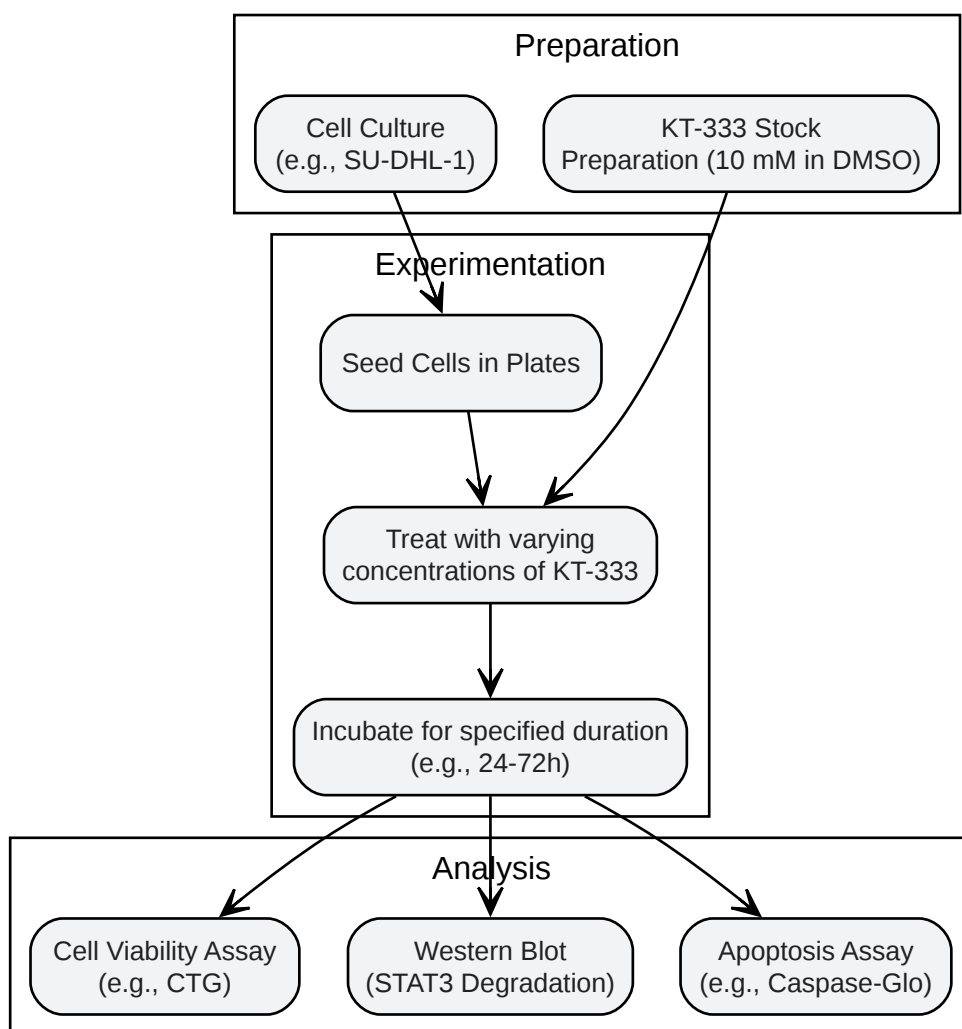 Preparation
Cell Culture
(e.g., SU-DHL-1)
KT-333 Stock
Preparation (10 mM in DMSO)
Experimentation
Seed Cells in Plates
Treat with varying
concentrations of KT-333
Incubate for specified duration
(e.g., 24-72h)
Analysis
Cell Viability Assay
(e.g., CTG)
Western Blot
(STAT3 Degradation)
Apoptosis Assay
(e.g., Caspase-Glo)